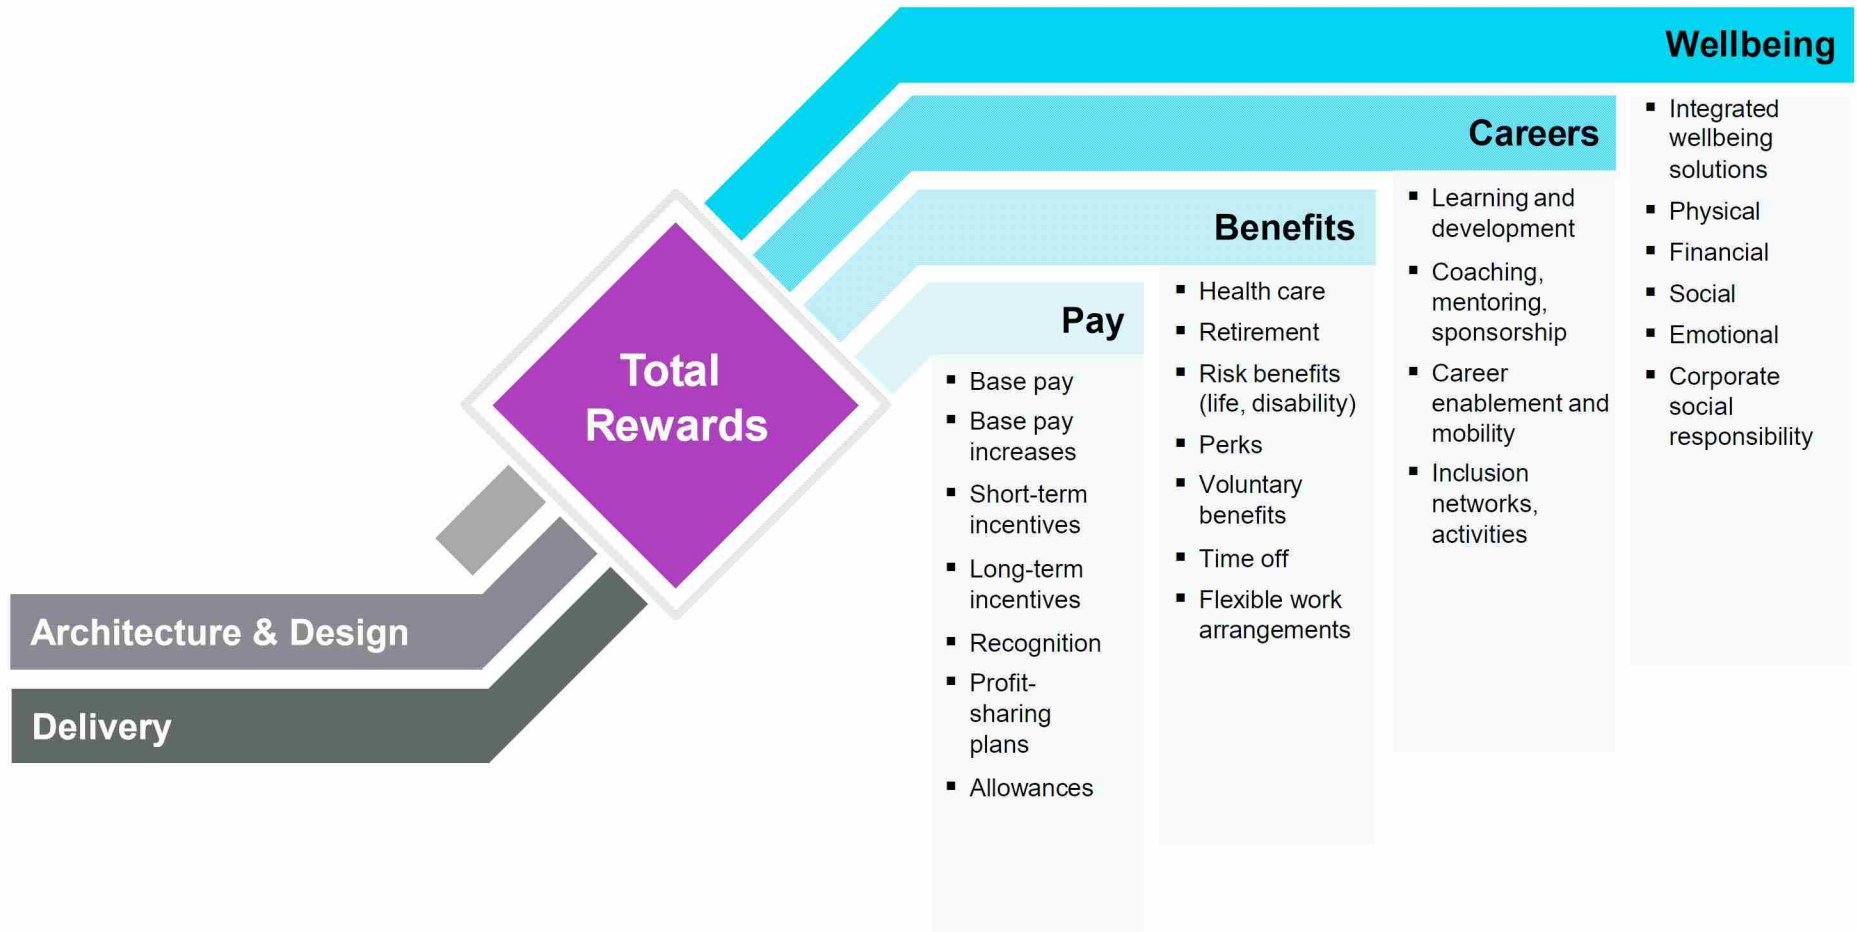 Wellbeing
▪ Integrated
wellbeing
solutions
▪ Physical
▪ Financial
▪ Social
▪ Emotional
▪ Corporate
social
responsibility
Careers
▪ Learning and
development
▪ Coaching,
mentoring,
sponsorship
▪ Career
enablement and
mobility
▪ Inclusion
networks,
activities
Benefits
▪ Health care
▪ Retirement
▪ Risk benefits
(life, disability)
▪ Perks
▪ Voluntary
benefits
▪ Time off
▪ Flexible work
arrangements
Pay
▪ Base pay
▪ Base pay
increases
▪ Short-term
incentives
▪ Long-term
incentives
▪ Recognition
▪ Profit-
sharing
plans
▪ Allowances
Total
Rewards
Architecture & Design
Delivery